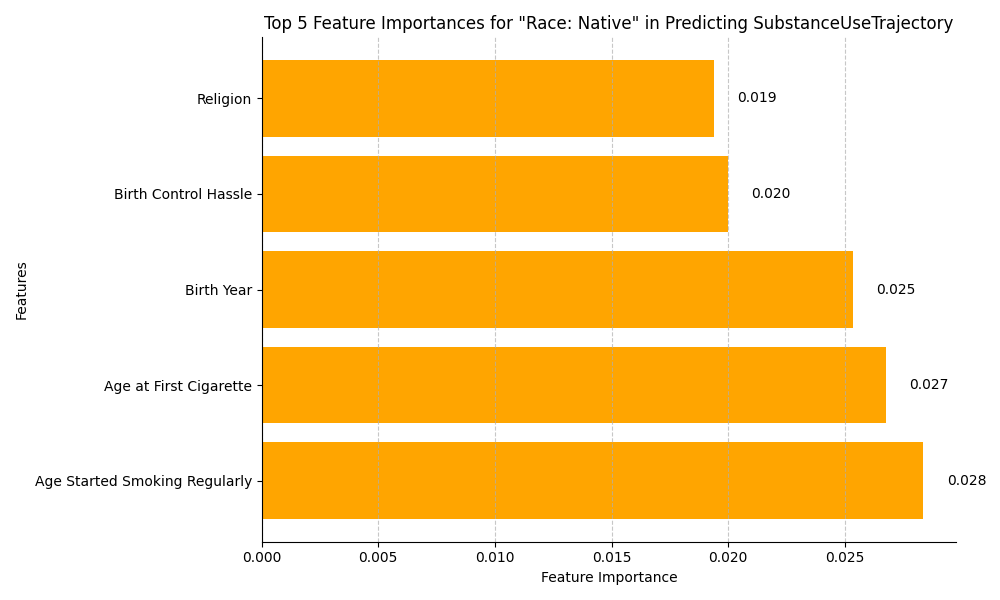 Top 5 Feature Importances for "Race: Native" in Predicting SubstanceUseTrajectory
Features
Religion
0.019
Birth Control Hassle
0.020
Birth Year
0.025
Age at First Cigarette
0.027
Age Started Smoking Regularly
0.028
0.000 0.005 0.010 0.015 0.020 0.025
Feature Importance